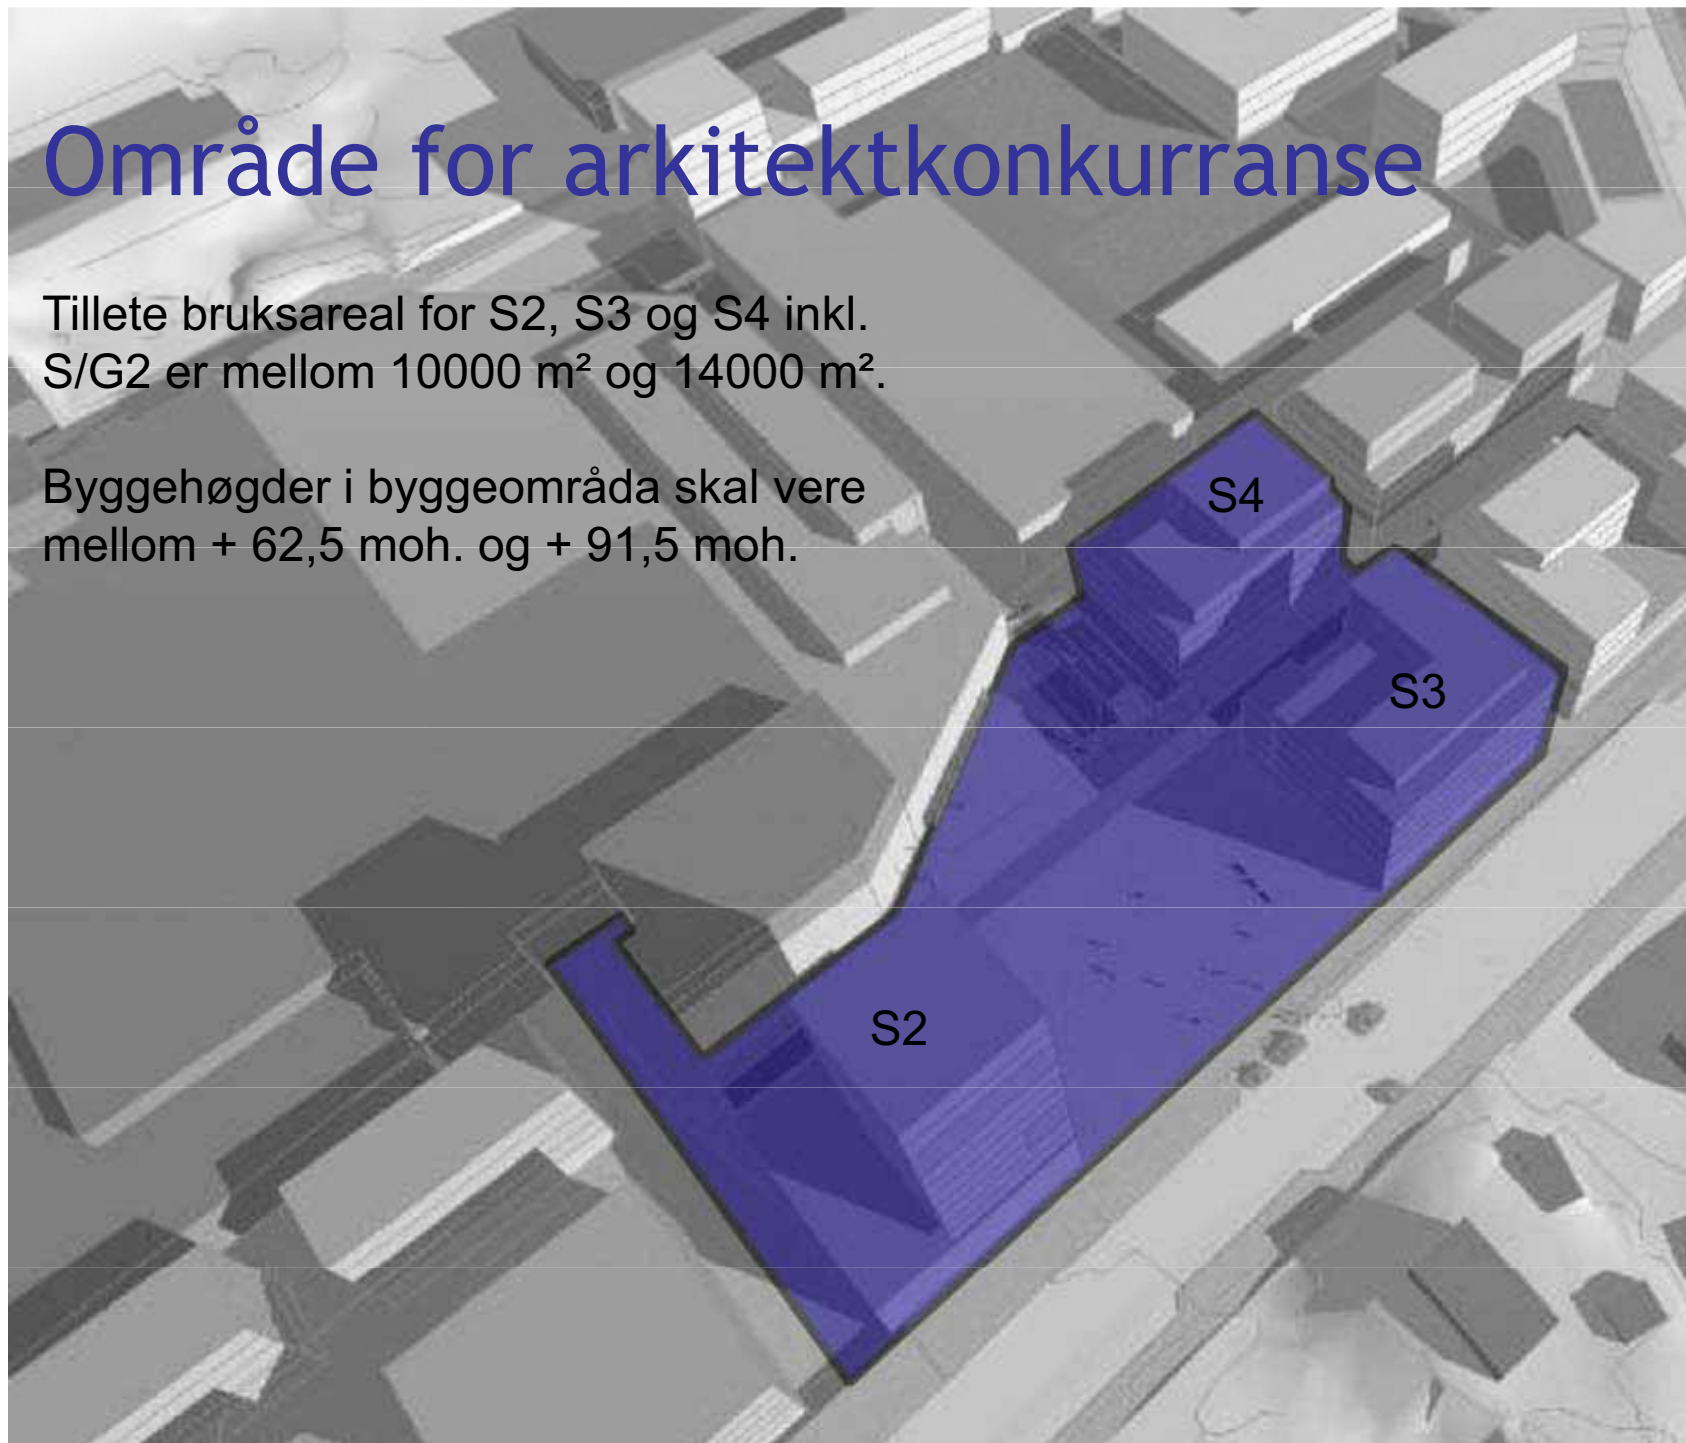 Område for arkitektkonkurranse
Tillete bruksareal for S2, S3 og S4 inkl.
S/G2 er mellom 10000 m² og 14000 m².
Byggehøgder i byggeområda skal vere
mellom + 62,5 moh. og + 91,5 moh.
S4
S3
S2